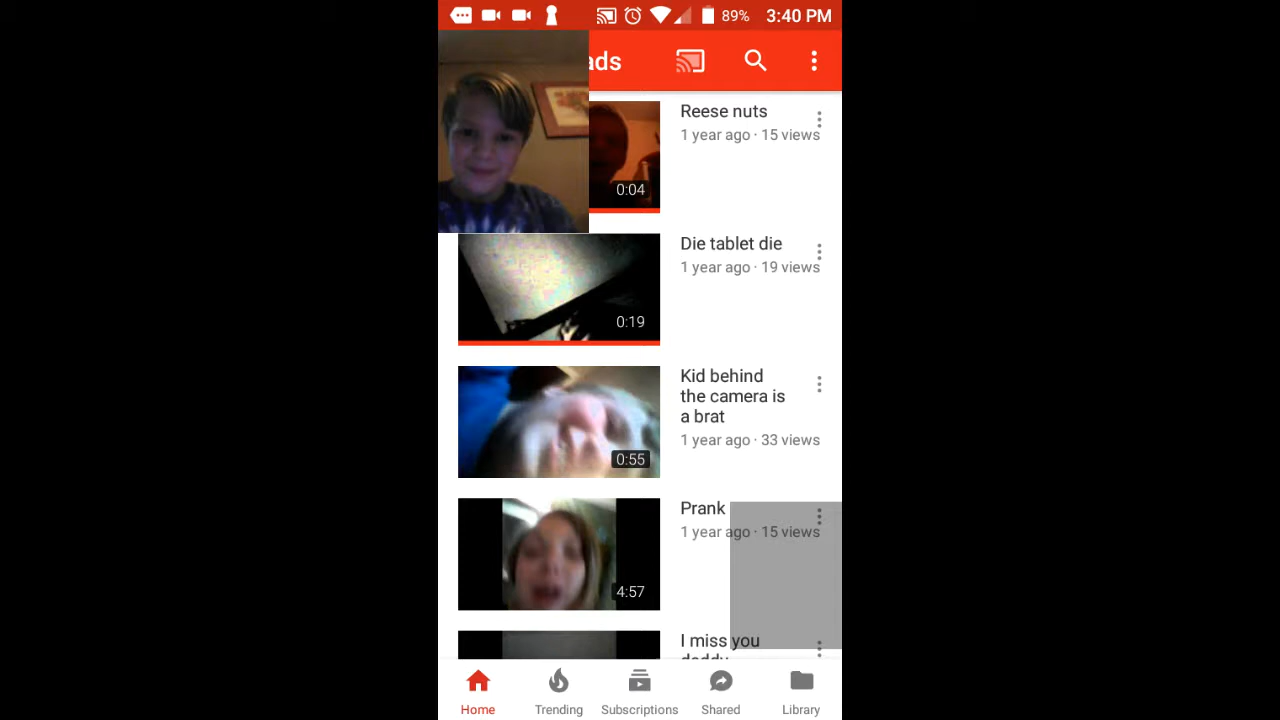 89% 3:40 PM
ads
Reese nuts
1 year ago · 15 views
0:04
Die tablet die
1 year ago · 19 views
0:19
Kid behind
the camera is
a brat
1 year ago · 33 views
0:55
Prank
1 year ago · 15 views
4:57
I miss you
daddy
Home Trending Subscriptions Shared Library